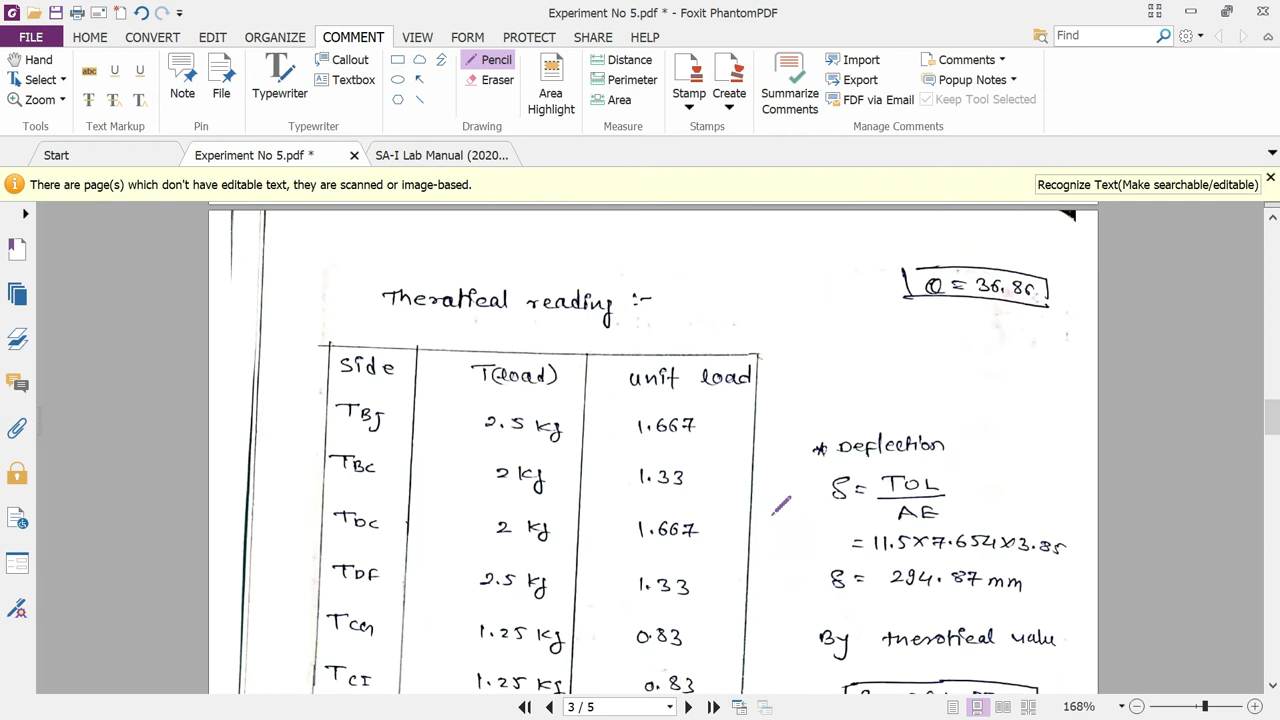 Experiment No 5.pdf * - Foxit PhantomPDF
FILE HOME CONVERT EDIT ORGANIZE COMMENT VIEW FORM PROTECT SHARE HELP Find
Hand
Select
Zoom
Tools
Text Markup
Note
File
Pin
Typewriter
Callout
Textbox
Typewriter
Pencil
Eraser
Area Highlight
Drawing
Distance
Perimeter
Area
Measure
Stamp
Create
Stamps
Summarize Comments
Import
Export
FDF via Email
Comments
Popup Notes
Keep Tool Selected
Manage Comments
Start Experiment No 5.pdf * SA-I Lab Manual (2020...
There are page(s) which don't have editable text, they are scanned or image-based. Recognize Text(Make searchable/editable)
Q = 36.86
Theratical reading :-
Side T(load) unit load
TBJ 2.5 kg 1.667
TBC 2 kg 1.33
TDC 2 kg 1.667
TDF 2.5 kg 1.33
TCG 1.25 kg 0.83
TCI 1.25 kg 0.83
* Deflection
δ = TOL
AE
= 11.5×7.654×3.85
δ = 294.87 mm
By therotical value
3 / 5 168%